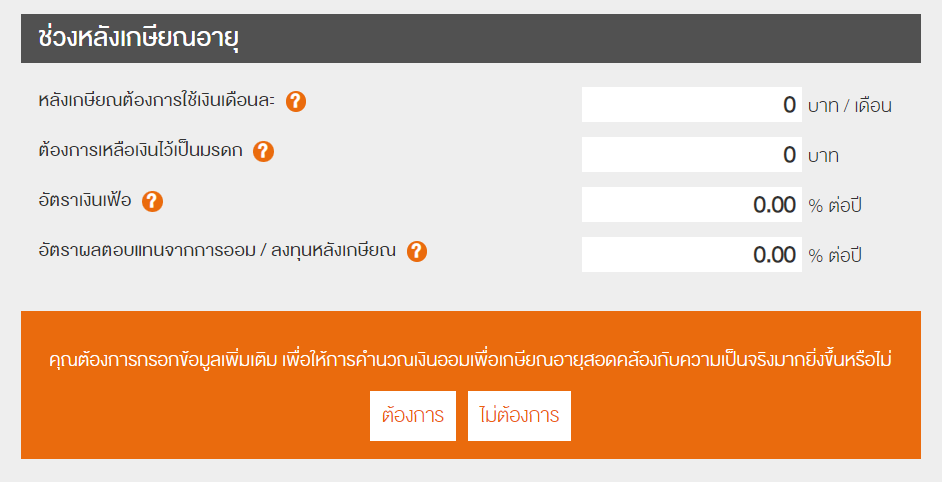 ช่วงหลังเกษียณอายุ
หลังเกษียณต้องการใช้เงินเดือนละ ? 0 บาท / เดือน
ต้องการเหลือเงินไว้เป็นมรดก ? 0 บาท
อัตราเงินเฟ้อ ? 0.00 % ต่อปี
อัตราผลตอบแทนจากการออม / ลงทุนหลังเกษียณ ? 0.00 % ต่อปี
คุณต้องการกรอกข้อมูลเพิ่มเติม เพื่อให้การคำนวณเงินออมเพื่อเกษียณอายุสอดคล้องกับความเป็นจริงมากยิ่งขึ้นหรือไม่
ต้องการ ไม่ต้องการ